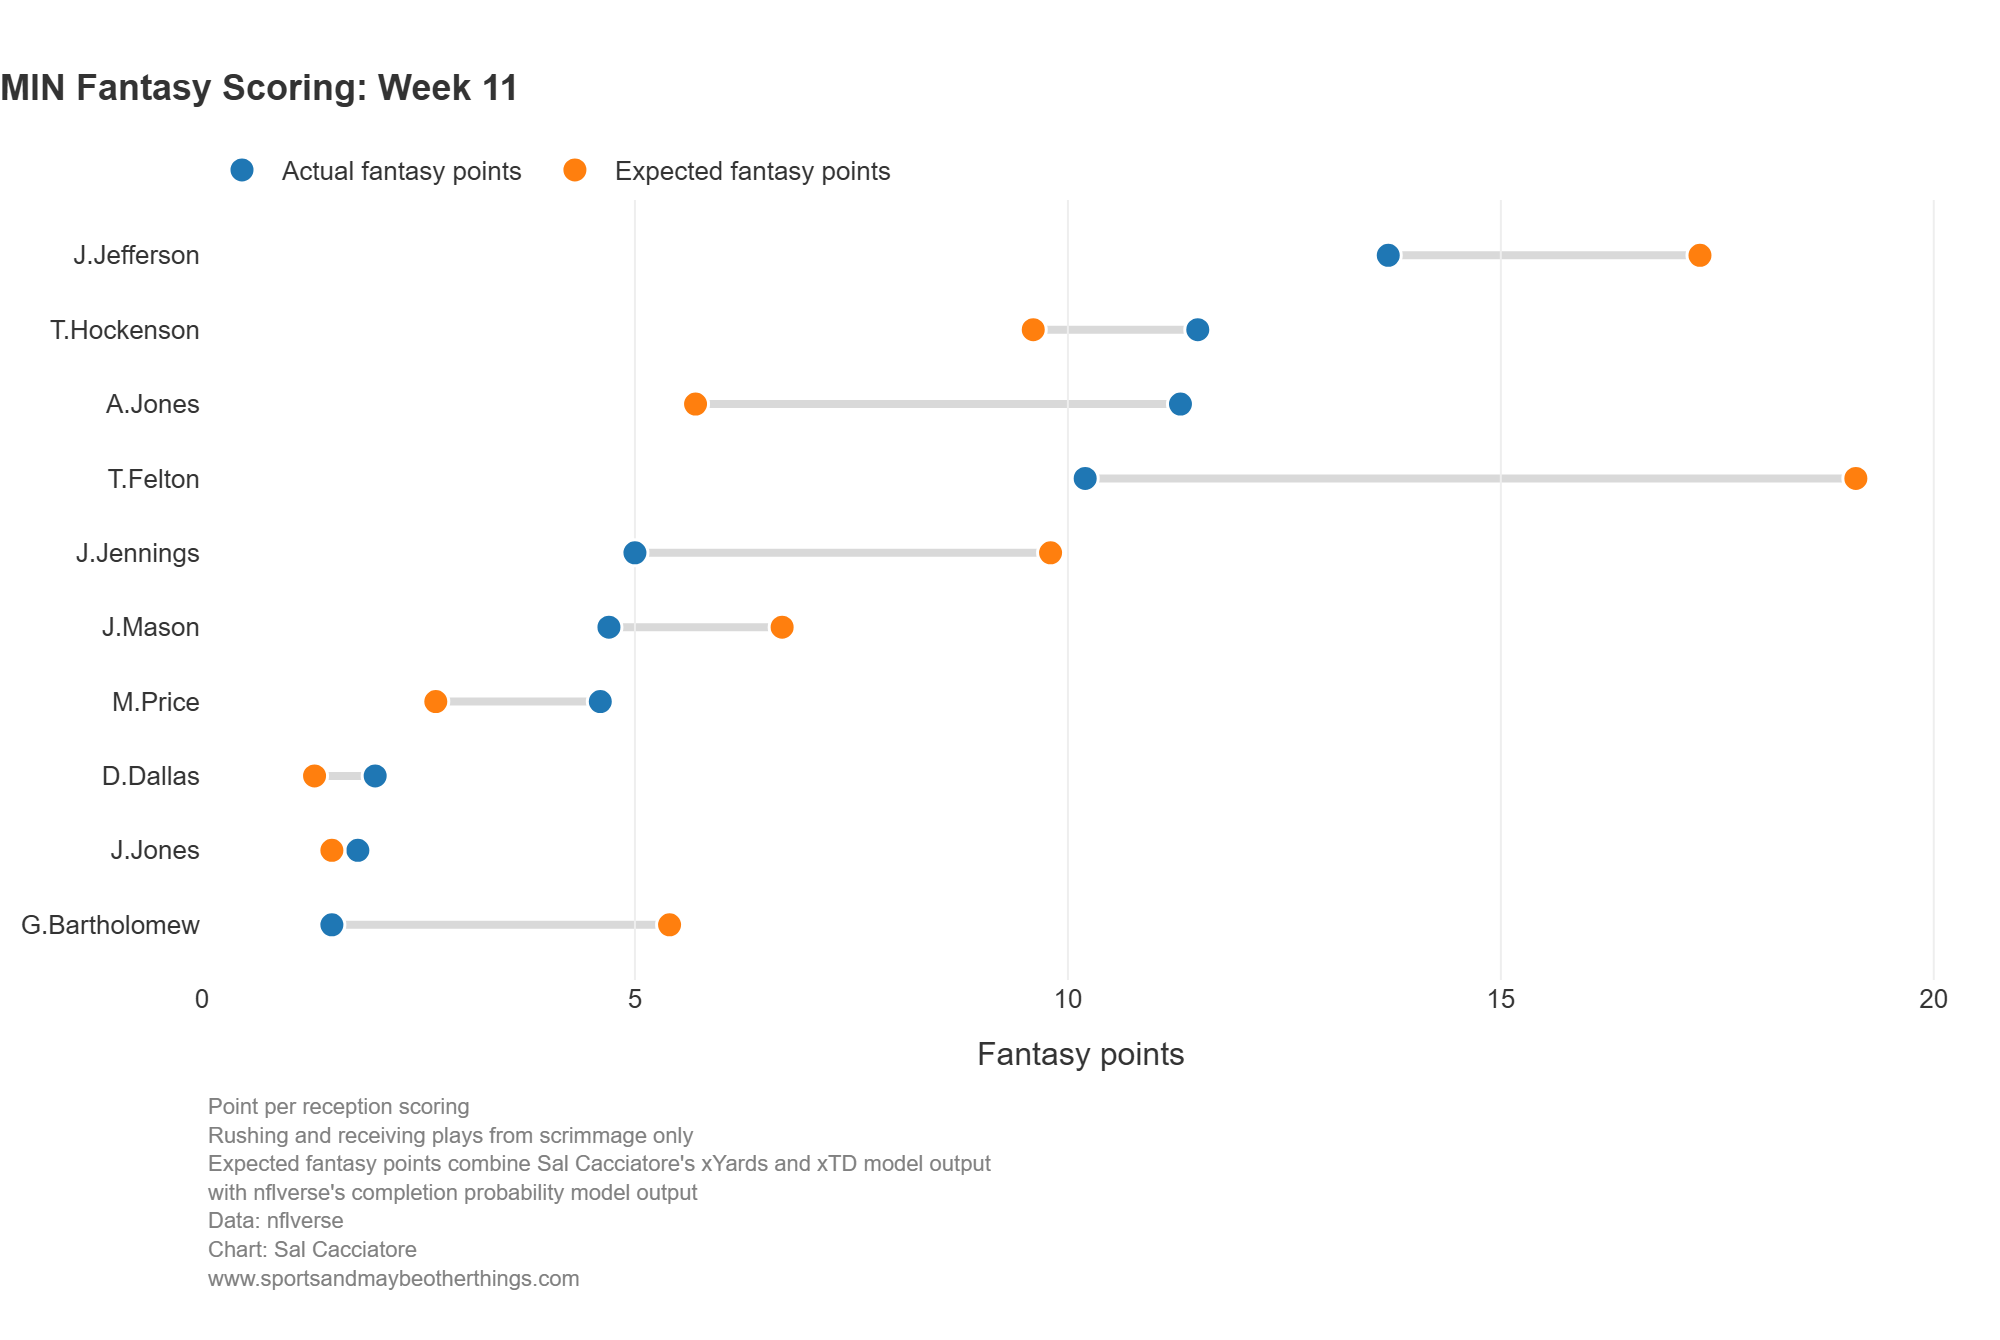 MIN Fantasy Scoring: Week 11
Actual fantasy points
Expected fantasy points
J.Jefferson
T.Hockenson
A.Jones
T.Felton
J.Jennings
J.Mason
M.Price
D.Dallas
J.Jones
G.Bartholomew
0 5 10 15 20
Fantasy points
Point per reception scoring
Rushing and receiving plays from scrimmage only
Expected fantasy points combine Sal Cacciatore's xYards and xTD model output
with nflverse's completion probability model output
Data: nflverse
Chart: Sal Cacciatore
www.sportsandmaybeotherthings.com